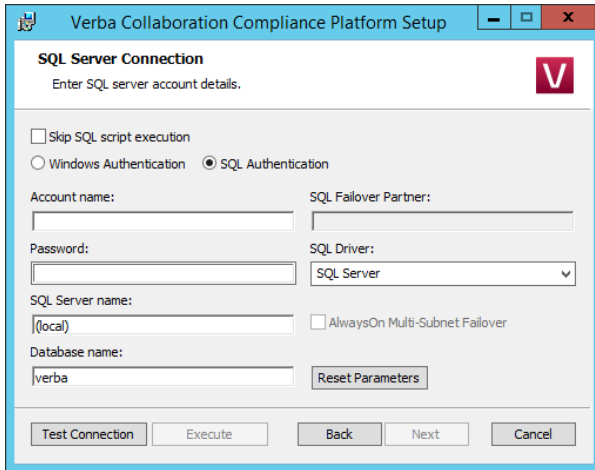 Verba Collaboration Compliance Platform Setup
SQL Server Connection
Enter SQL server account details.
V
Skip SQL script execution
Windows Authentication SQL Authentication
Account name: SQL Failover Partner:
Password: SQL Driver:
SQL Server
SQL Server name:
(local) AlwaysOn Multi-Subnet Failover
Database name:
verba Reset Parameters
Test Connection Execute Back Next Cancel